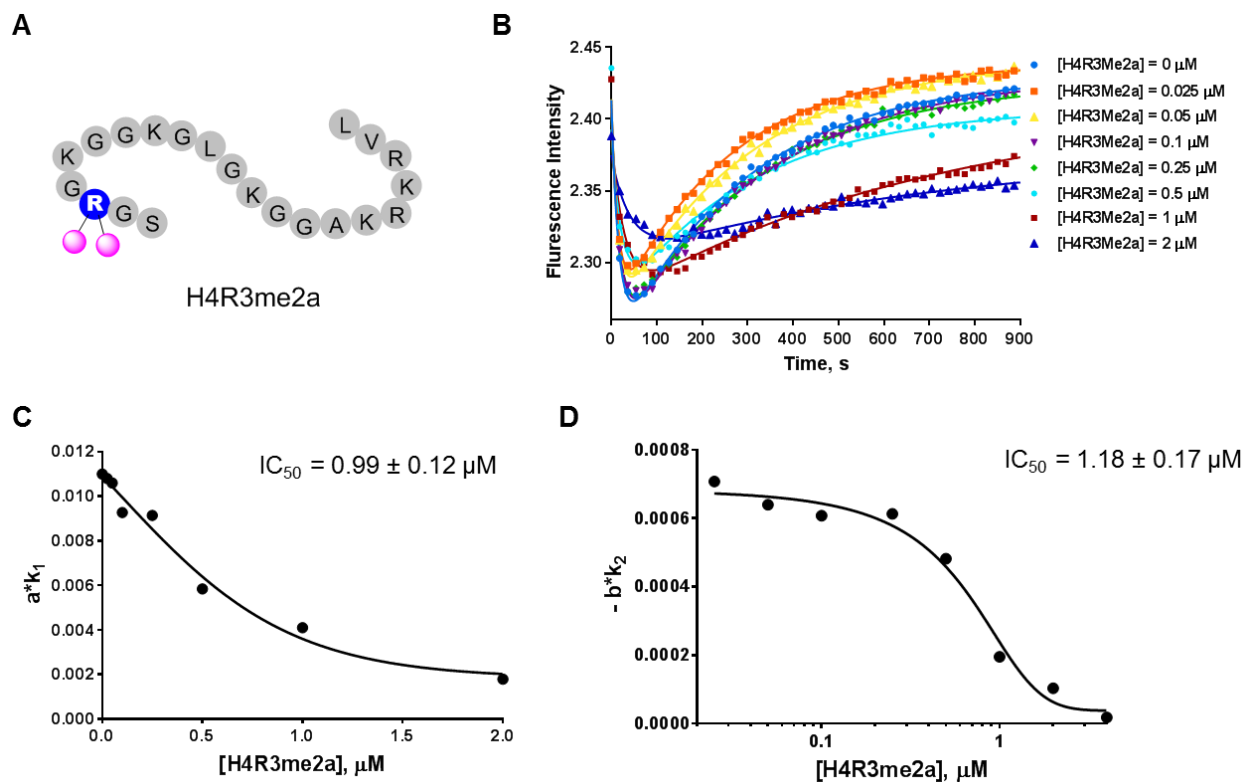 A
L
V
R
K
R
K
A
G
G
K
G
L
G
K
G
G
K
G
R
G
S
H4R3me2a
B
Flurescence Intensity
2.45
2.40
2.35
2.30
0 100 200 300 400 500 600 700 800 900
Time, s
[H4R3Me2a] = 0 μM
[H4R3Me2a] = 0.025 μM
[H4R3Me2a] = 0.05 μM
[H4R3Me2a] = 0.1 μM
[H4R3Me2a] = 0.25 μM
[H4R3Me2a] = 0.5 μM
[H4R3Me2a] = 1 μM
[H4R3Me2a] = 2 μM
C
IC50 = 0.99 ± 0.12 μM
a*k1
0.012
0.010
0.008
0.006
0.004
0.002
0.000
0.0 0.5 1.0 1.5 2.0
[H4R3me2a], μM
D
IC50 = 1.18 ± 0.17 μM
- b*k2
0.0008
0.0006
0.0004
0.0002
0.0000
0.1 1
[H4R3me2a], μM